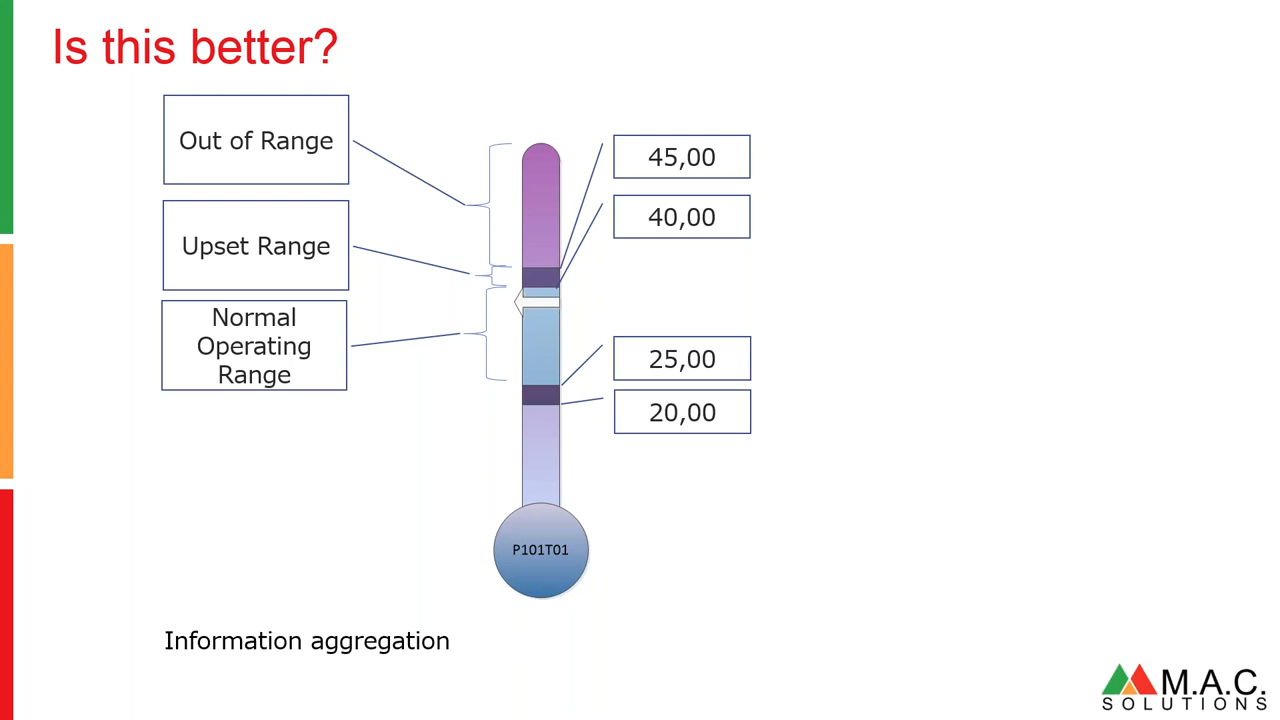 Is this better?
Out of Range
Upset Range
Normal
Operating
Range
45,00
40,00
25,00
20,00
P101T01
Information aggregation
M.A.C.
SOLUTIONS